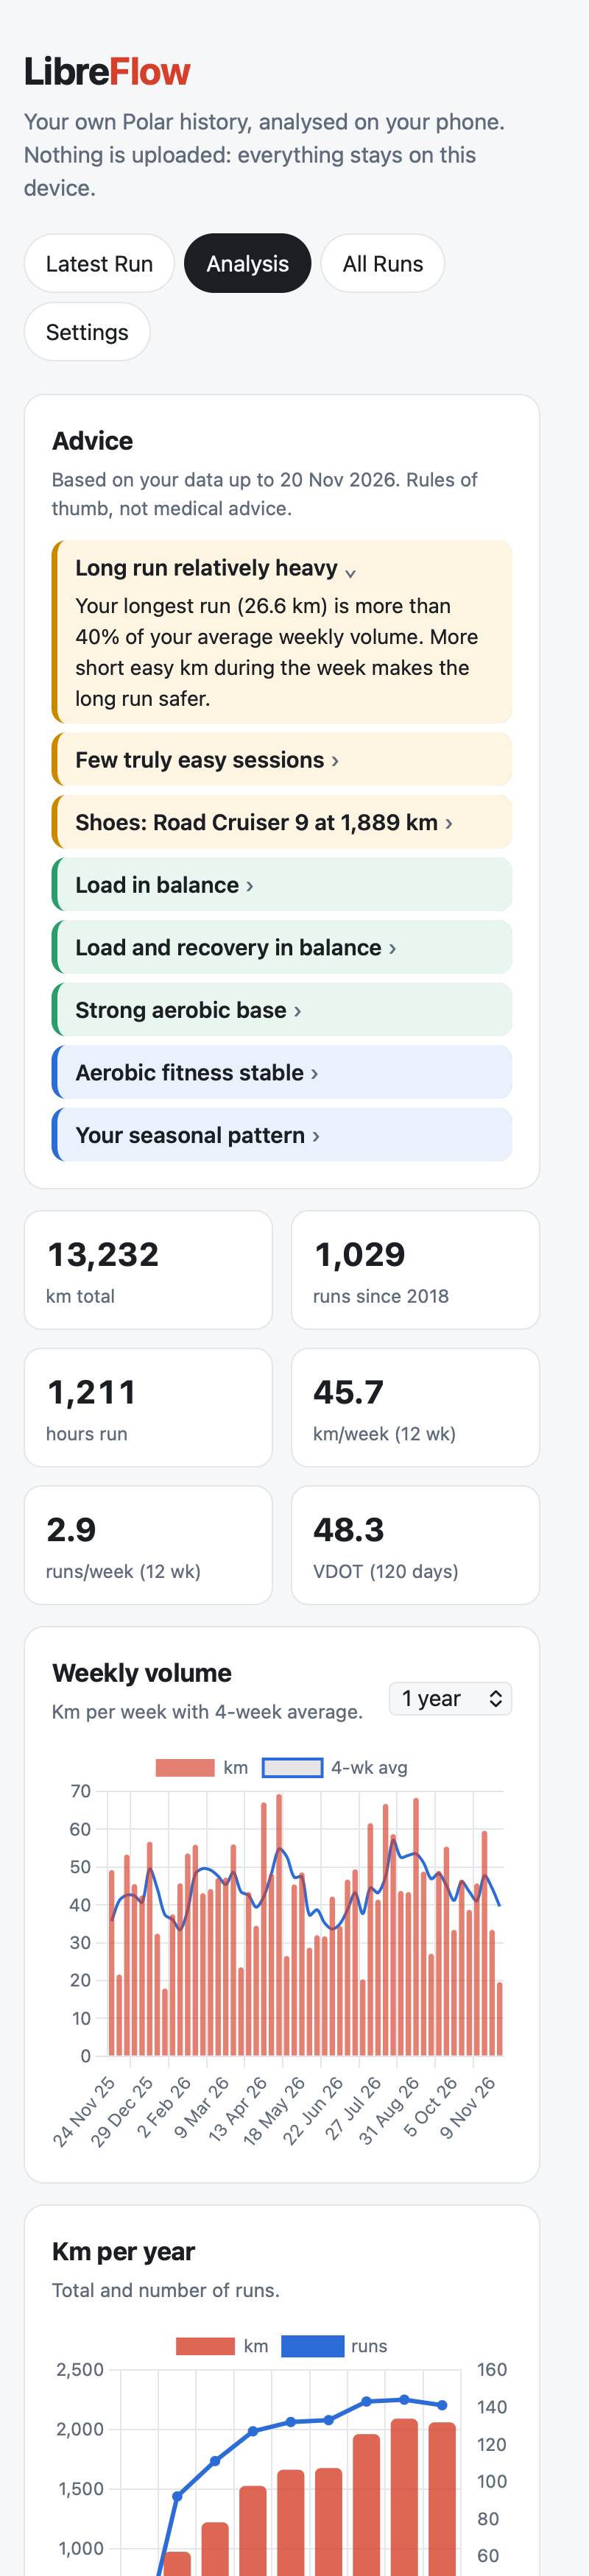 LibreFlow
Your own Polar history, analysed on your phone.
Nothing is uploaded: everything stays on this
device.
Latest Run
Analysis
All Runs
Settings
Advice
Based on your data up to 20 Nov 2026. Rules of
thumb, not medical advice.
Long run relatively heavy
Your longest run (26.6 km) is more than
40% of your average weekly volume. More
short easy km during the week makes the
long run safer.
Few truly easy sessions ›
Shoes: Road Cruiser 9 at 1,889 km ›
Load in balance ›
Load and recovery in balance ›
Strong aerobic base ›
Aerobic fitness stable ›
Your seasonal pattern ›
13,232
km total
1,029
runs since 2018
1,211
hours run
45.7
km/week (12 wk)
2.9
runs/week (12 wk)
48.3
VDOT (120 days)
Weekly volume
Km per week with 4-week average.
1 year
km
4-wk avg
70
60
50
40
30
20
10
0
24 Nov 25
29 Dec 25
2 Feb 26
9 Mar 26
13 Apr 26
18 May 26
22 Jun 26
27 Jul 26
31 Aug 26
5 Oct 26
9 Nov 26
Km per year
Total and number of runs.
km
runs
2,500
160
140
2,000
120
1,500
100
80
1,000
60